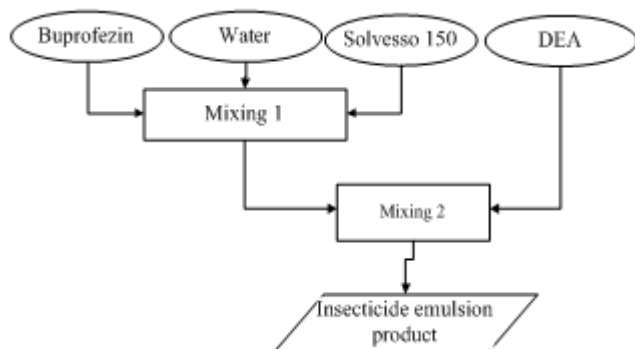 Buprofezin
Water
Solvesso 150
DEA
Mixing 1
Mixing 2
Insecticide emulsion
product